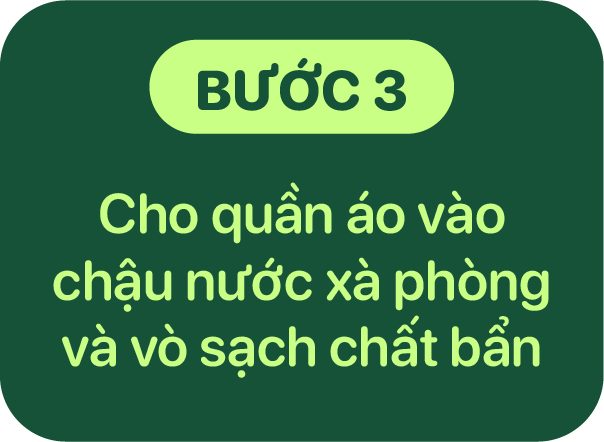 BƯỚC 3
Cho quần áo vào
chậu nước xà phòng
và vò sạch chất bẩn